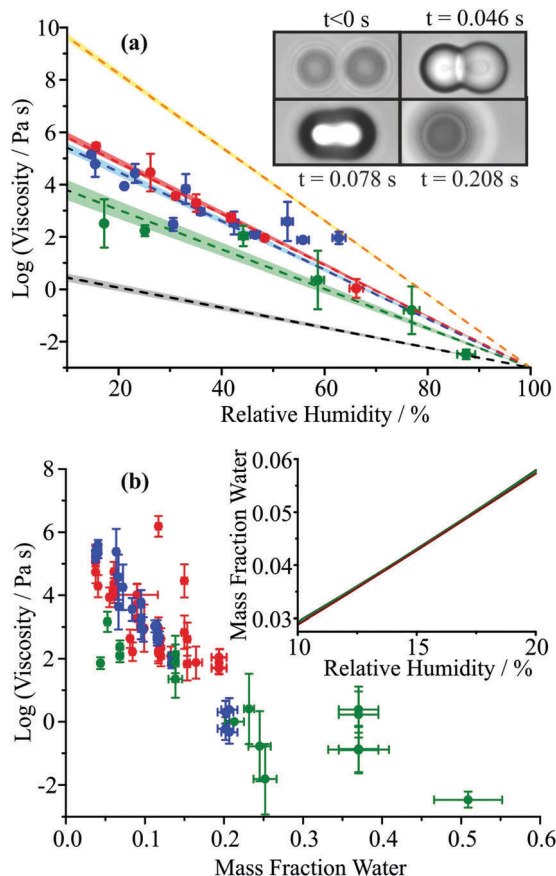 (a)
t<0 s
t = 0.046 s
t = 0.078 s
t = 0.208 s
10
8
6
4
2
0
-2
Log (Viscosity / Pa s)
20
40
60
80
100
Relative Humidity / %
(b)
8
6
4
2
0
-2
Log (Viscosity / Pa s)
0.06
0.05
0.04
0.03
Mass Fraction Water
10
15
20
Relative Humidity / %
0.0
0.1
0.2
0.3
0.4
0.5
0.6
Mass Fraction Water